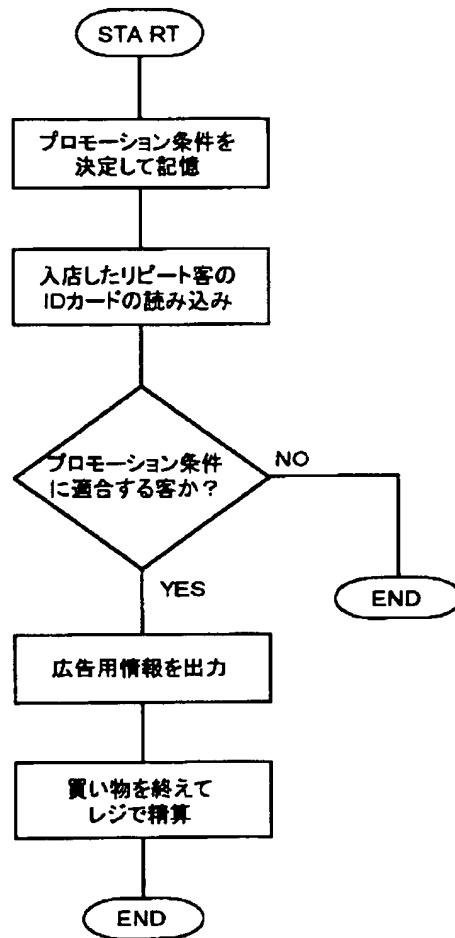 START
プロモーション条件を
決定して記憶
入店したリピート客の
IDカードの読み込み
プロモーション条件
に適合する客か？
NO
YES
END
広告用情報を出力
買い物を終えて
レジで精算
END